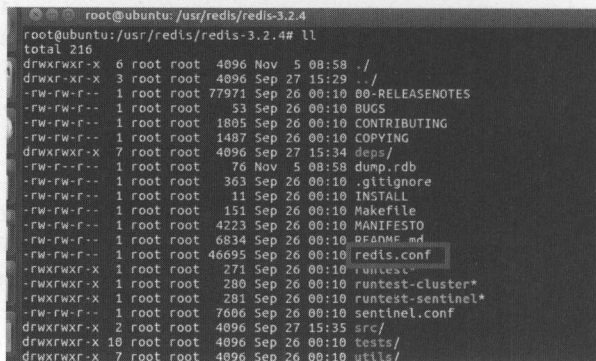 root@ubuntu: /usr/redis/redis-3.2.4
root@ubuntu:/usr/redis/redis-3.2.4# ll
total 216
drwxrwxr-x 6 root root 4096 Nov 5 08:58 ./
drwxr-xr-x 3 root root 4096 Sep 27 15:29 ../
-rw-rw-r-- 1 root root 77971 Sep 26 00:10 00-RELEASENOTES
-rw-rw-r-- 1 root root 53 Sep 26 00:10 BUGS
-rw-rw-r-- 1 root root 1805 Sep 26 00:10 CONTRIBUTING
-rw-rw-r-- 1 root root 1487 Sep 26 00:10 COPYING
drwxrwxr-x 7 root root 4096 Sep 27 15:34 deps/
-rw-r--r-- 1 root root 76 Nov 5 08:58 dump.rdb
-rw-rw-r-- 1 root root 363 Sep 26 00:10 .gitignore
-rw-rw-r-- 1 root root 11 Sep 26 00:10 INSTALL
-rw-rw-r-- 1 root root 151 Sep 26 00:10 Makefile
-rw-rw-r-- 1 root root 4223 Sep 26 00:10 MANIFESTO
-rw-rw-r-- 1 root root 6834 Sep 26 00:10 README.md
-rw-rw-r-- 1 root root 46695 Sep 26 00:10 redis.conf
-rwxrwxr-x 1 root root 271 Sep 26 00:10 runtest*
-rwxrwxr-x 1 root root 280 Sep 26 00:10 runtest-cluster*
-rwxrwxr-x 1 root root 281 Sep 26 00:10 runtest-sentinel*
-rw-rw-r-- 1 root root 7606 Sep 26 00:10 sentinel.conf
drwxrwxr-x 2 root root 4096 Sep 27 15:35 src/
drwxrwxr-x 10 root root 4096 Sep 26 00:10 tests/
drwxrwxr-x 7 root root 4096 Sep 26 00:10 utils/